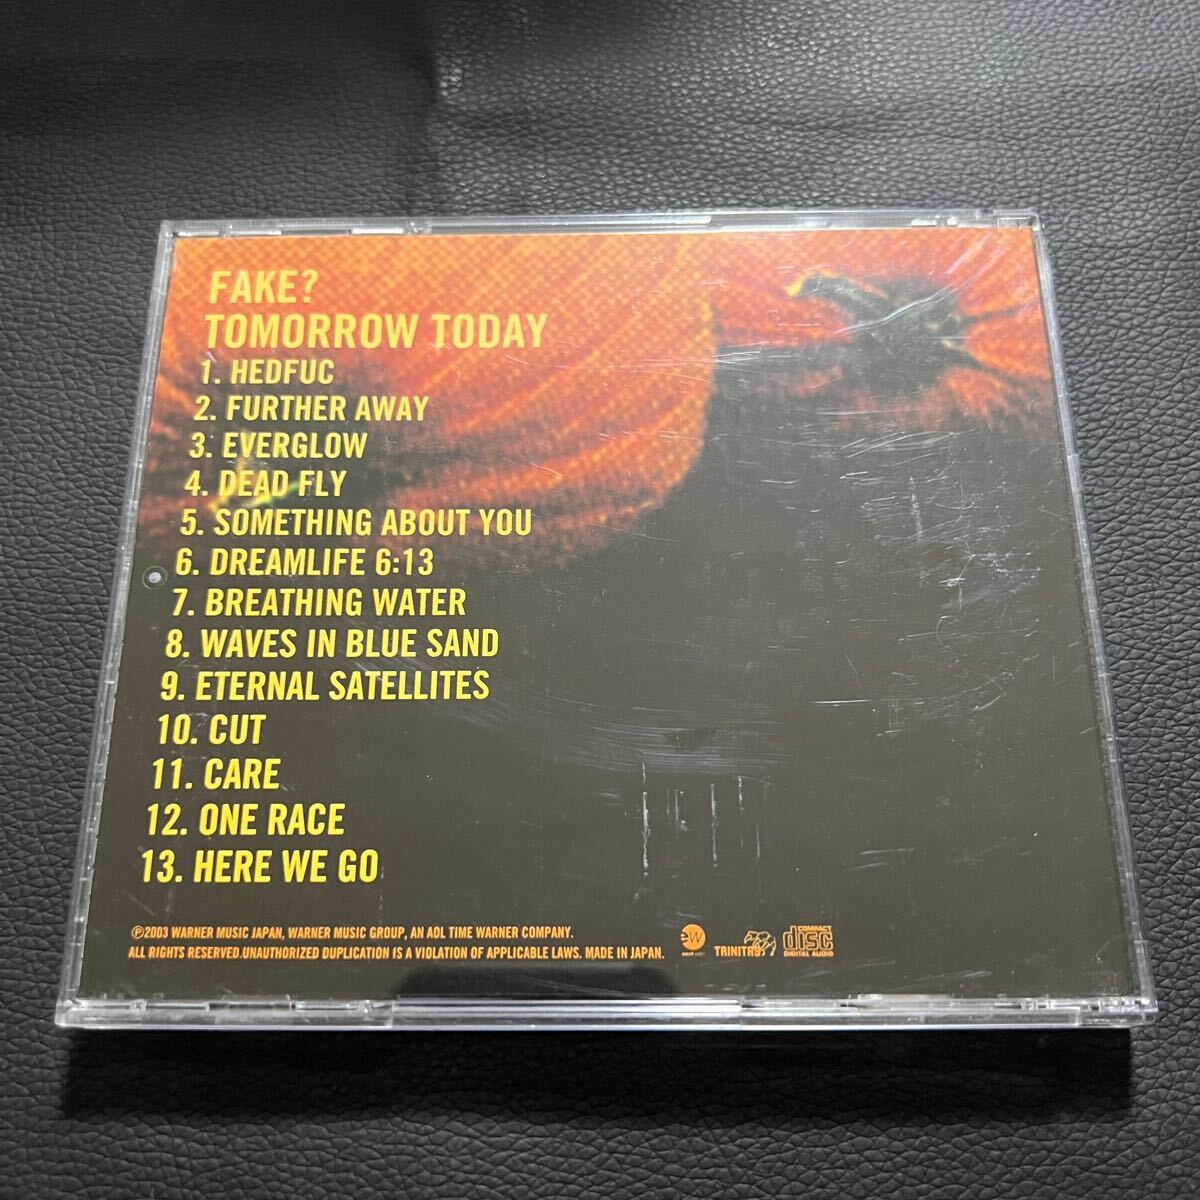 FAKE?
TOMORROW TODAY
1. HEDFUC
2. FURTHER AWAY
3. EVERGLOW
4. DEAD FLY
5. SOMETHING ABOUT YOU
6. DREAMLIFE 6:13
7. BREATHING WATER
8. WAVES IN BLUE SAND
9. ETERNAL SATELLITES
10. CUT
11. CARE
12. ONE RACE
13. HERE WE GO
℗2003 WARNER MUSIC JAPAN, WARNER MUSIC GROUP, AN AOL TIME WARNER COMPANY.
ALL RIGHTS RESERVED.UNAUTHORIZED DUPLICATION IS A VIOLATION OF APPLICABLE LAWS. MADE IN JAPAN.
ew
TRINITAS
COMPACT
disc
DIGITAL AUDIO